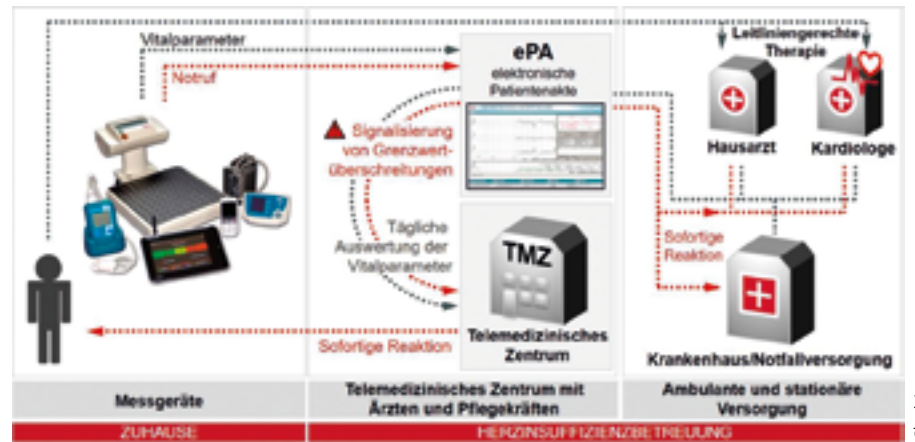 Vitalparameter
Notruf
ePA
elektronische
Patientenakte
Signalisierung
von Grenzwert-
überschreitungen
Tägliche
Auswertung der
Vitalparameter
TMZ
Telemedizinisches
Zentrum
Sofortige Reaktion
Leitliniengerechte
Therapie
Hausarzt
Kardiologe
Sofortige
Reaktion
Krankenhaus/Notfallversorgung
Messgeräte
Telemedizinisches Zentrum mit
Ärzten und Pflegekräften
Ambulante und stationäre
Versorgung
ZUHAUSE
HERZINSUFFIZIENZBETREUUNG